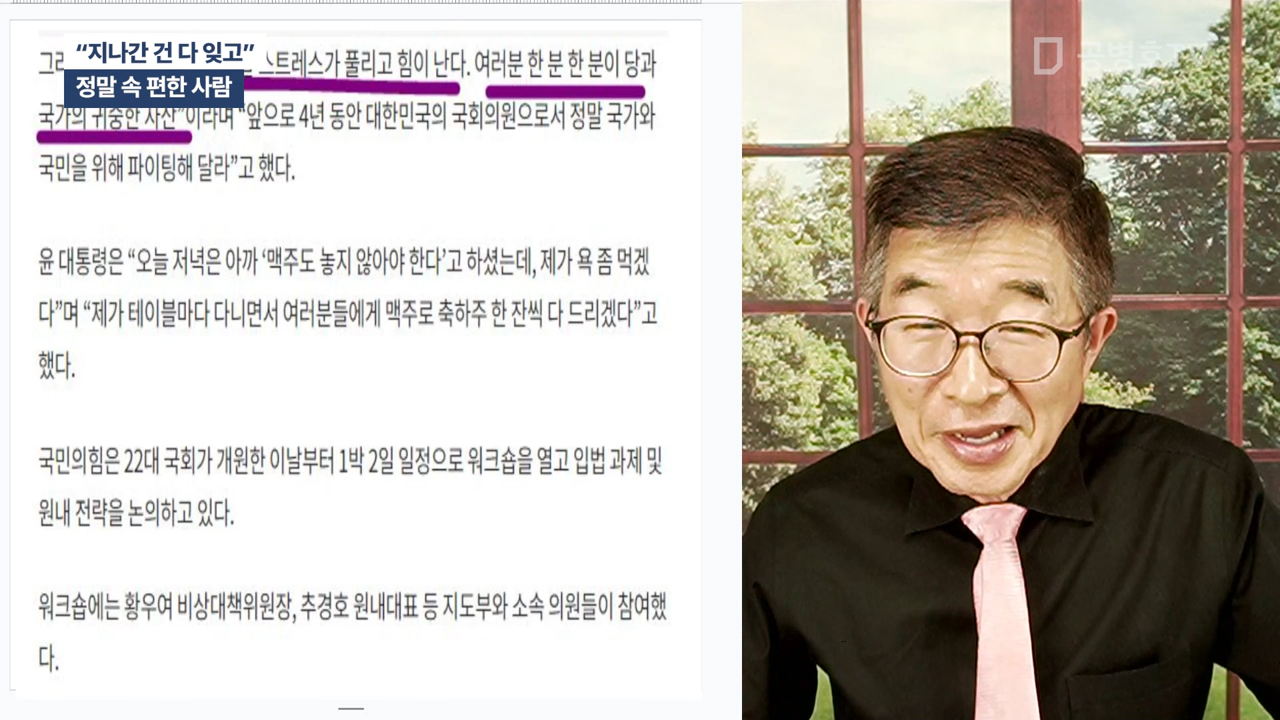 “지나간 건 다 잊고”
정말 속 편한 사람
스트레스가 풀리고 힘이 난다. 여러분 한 분 한 분이 당과
국가의 귀중한 자산”이라며 “앞으로 4년 동안 대한민국의 국회의원으로서 정말 국가와
국민을 위해 파이팅해 달라”고 했다.
윤 대통령은 “오늘 저녁은 아까 ‘맥주도 놓지 않아야 한다’고 하셨는데, 제가 욕 좀 먹겠
다”며 “제가 테이블마다 다니면서 여러분들에게 맥주로 축하주 한 잔씩 다 드리겠다”고
했다.
국민의힘은 22대 국회가 개원한 이날부터 1박 2일 일정으로 워크숍을 열고 입법 과제 및
원내 전략을 논의하고 있다.
워크숍에는 황우여 비상대책위원장, 추경호 원내대표 등 지도부와 소속 의원들이 참여했
다.